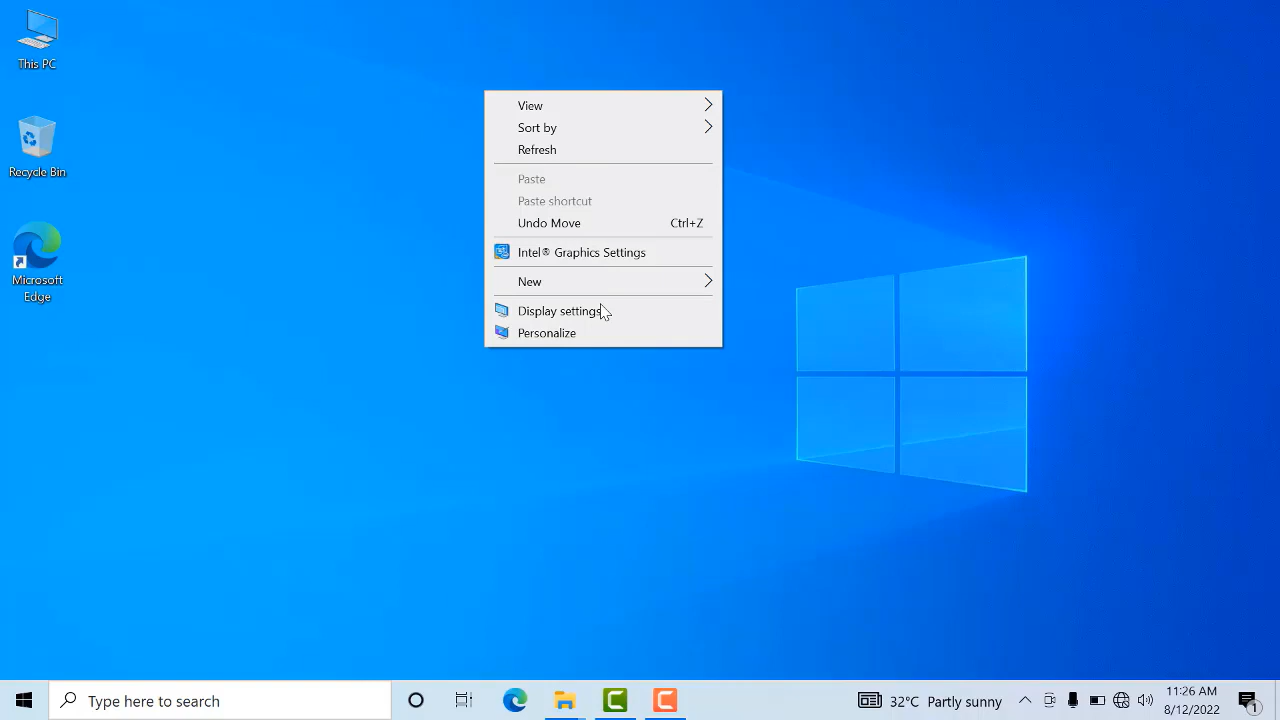 This PC
Recycle Bin
Microsoft
Edge
View
Sort by
Refresh
Paste
Paste shortcut
Undo Move Ctrl+Z
Intel® Graphics Settings
New
Display settings
Personalize
Type here to search
32°C Partly sunny
11:26 AM
8/12/2022
1